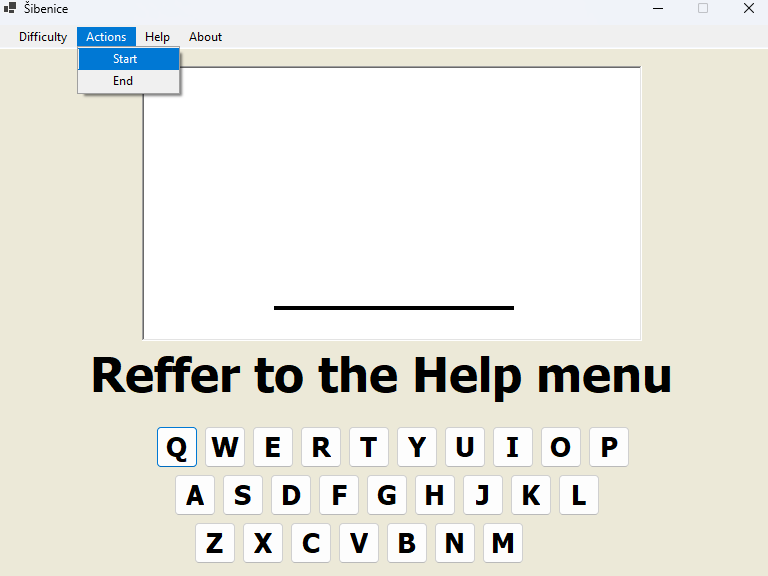 Šibenice
Difficulty Actions Help About
Start
End
Reffer to the Help menu
Q W E R T Y U I O P
A S D F G H J K L
Z X C V B N M